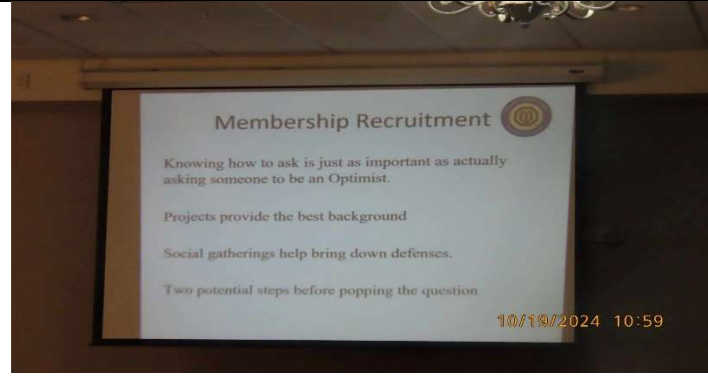 Membership Recruitment
Knowing how to ask is just as important as actually
asking someone to be an Optimist.
Projects provide the best background
Social gatherings help bring down defenses.
Two potential steps before popping the question
10/19/2024 10:59